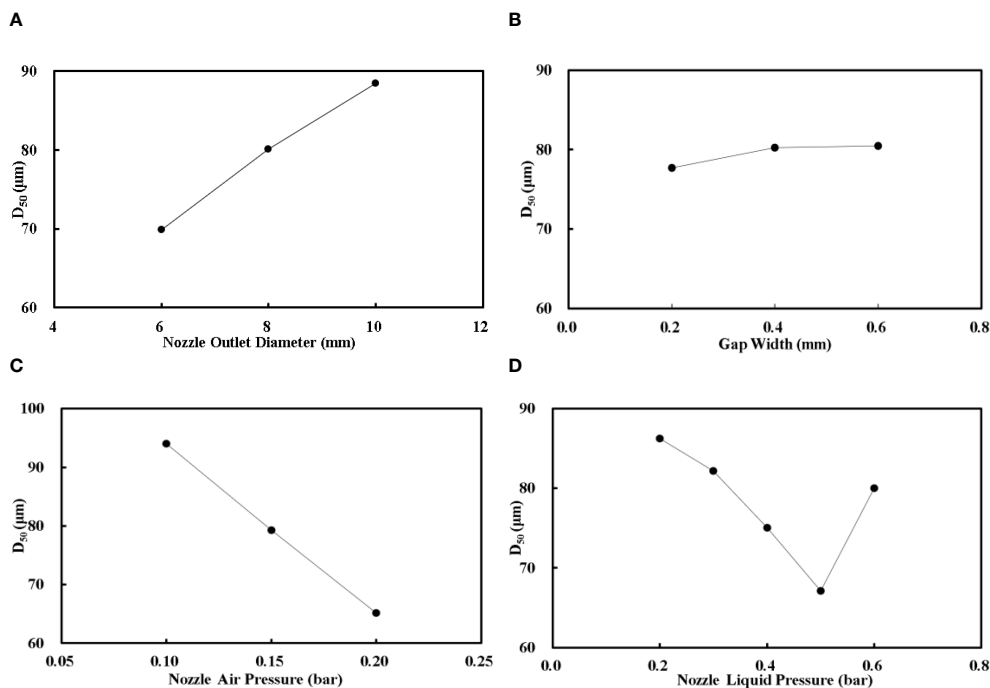 A
90
80
70
60
D₅₀ (μm)
4 6 8 10 12
Nozzle Outlet Diameter (mm)
B
90
80
70
60
D₅₀ (μm)
0.0 0.2 0.4 0.6 0.8
Gap Width (mm)
C
100
90
80
70
60
D₅₀ (μm)
0.05 0.10 0.15 0.20 0.25
Nozzle Air Pressure (bar)
D
90
80
70
60
D₅₀ (μm)
0.0 0.2 0.4 0.6 0.8
Nozzle Liquid Pressure (bar)